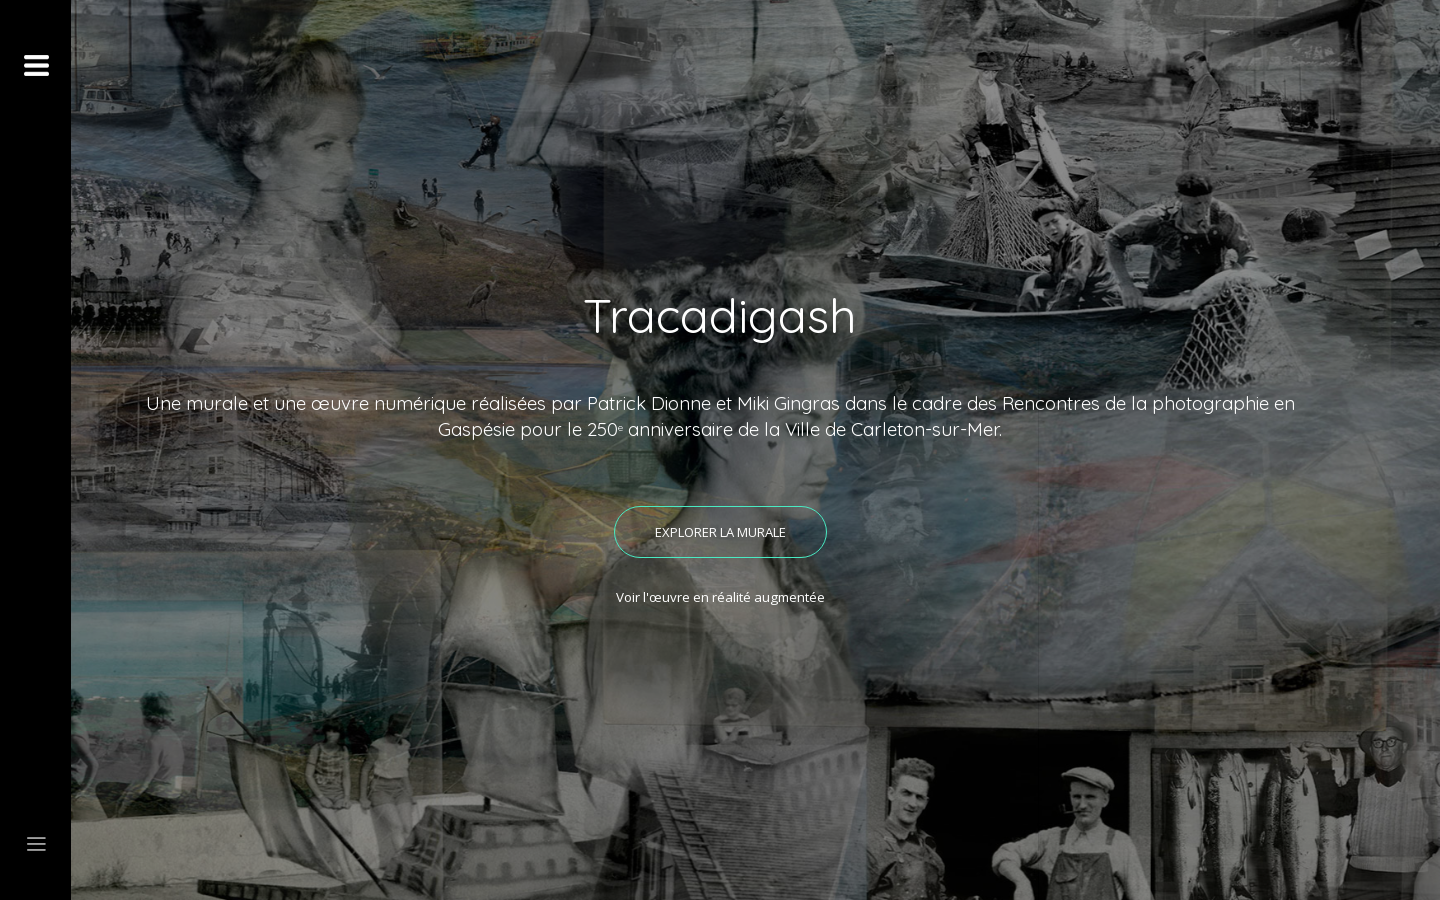 Tracadigash
Une murale et une œuvre numérique réalisées par Patrick Dionne et Miki Gingras dans le cadre des Rencontres de la photographie en
Gaspésie pour le 250e anniversaire de la Ville de Carleton-sur-Mer.
EXPLORER LA MURALE
Voir l'œuvre en réalité augmentée